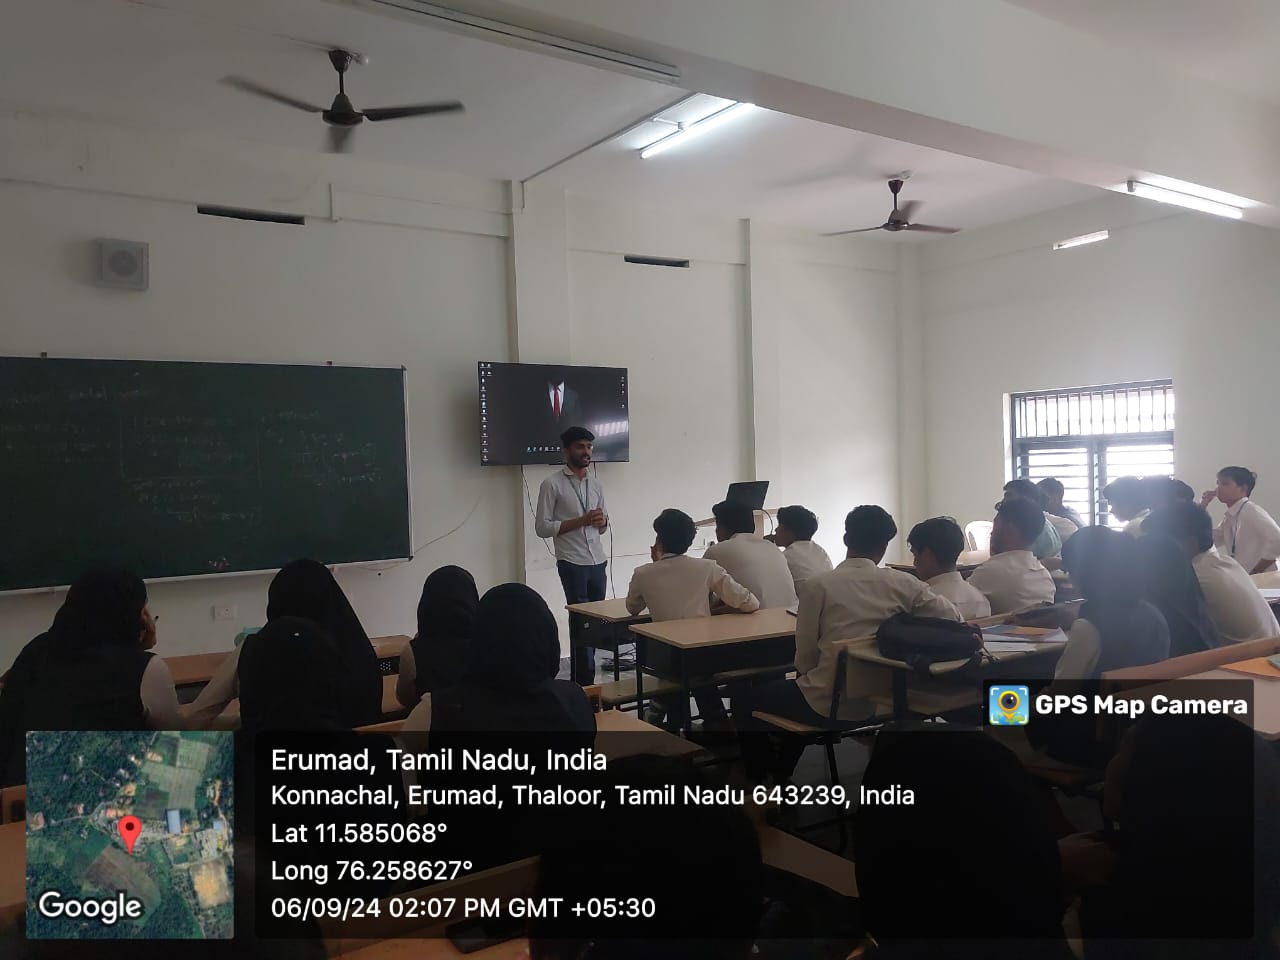 GPS Map Camera
Erumad, Tamil Nadu, India
Konnachal, Erumad, Thaloor, Tamil Nadu 643239, India
Lat 11.585068°
Long 76.258627°
06/09/24 02:07 PM GMT +05:30
Google